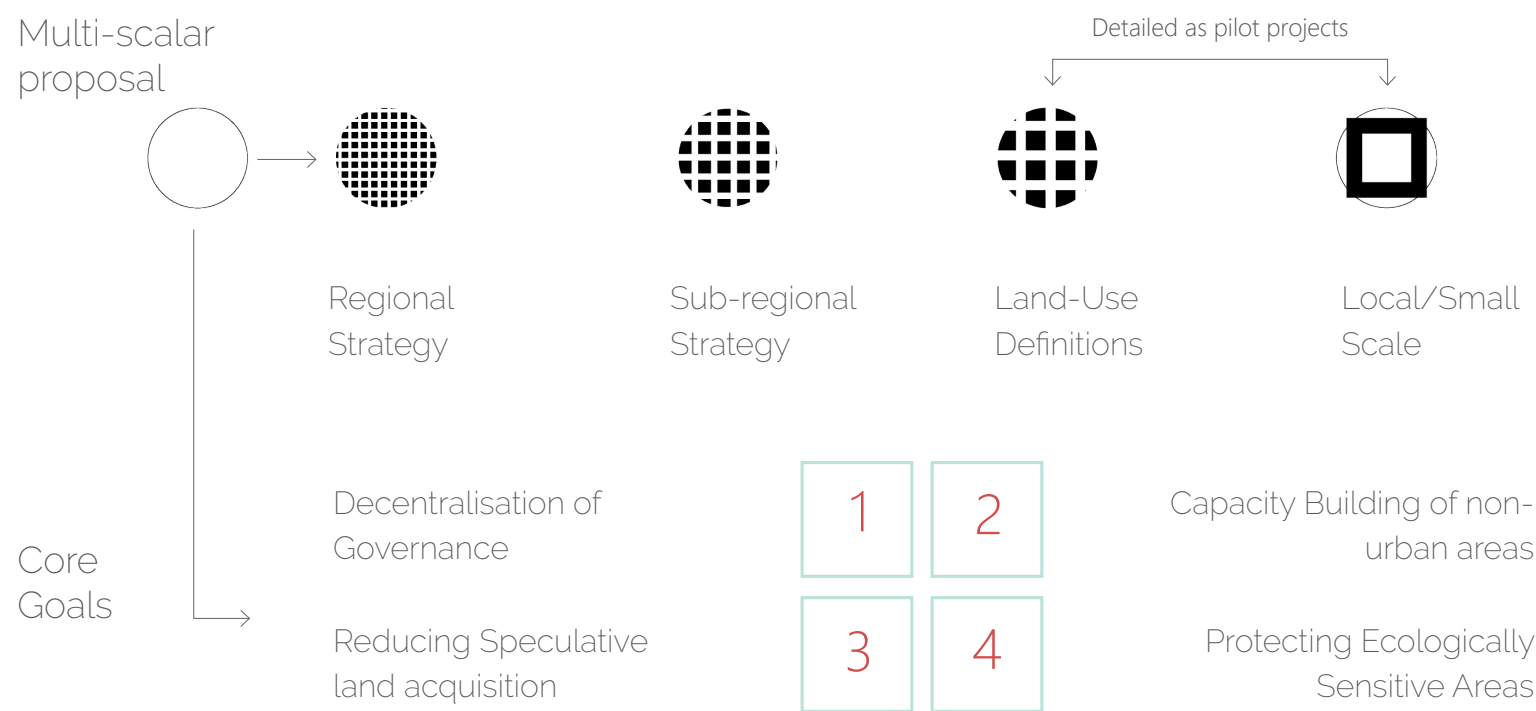 Multi-scalar
proposal
Detailed as pilot projects
Regional
Strategy
Sub-regional
Strategy
Land-Use
Definitions
Local/Small
Scale
Core
Goals
Decentralisation of
Governance
1
2
Capacity Building of non-
urban areas
Reducing Speculative
land acquisition
3
4
Protecting Ecologically
Sensitive Areas